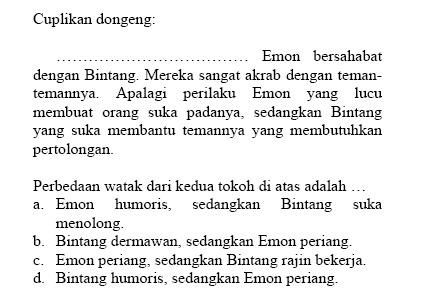 Cuplikan dongeng:
……………………………… Emon bersahabat
dengan Bintang. Mereka sangat akrab dengan teman-
temannya. Apalagi perilaku Emon yang lucu
membuat orang suka padanya, sedangkan Bintang
yang suka membantu temannya yang membutuhkan
pertolongan.
Perbedaan watak dari kedua tokoh di atas adalah …
a. Emon humoris, sedangkan Bintang suka
menolong.
b. Bintang dermawan, sedangkan Emon periang.
c. Emon periang, sedangkan Bintang rajin bekerja.
d. Bintang humoris, sedangkan Emon periang.